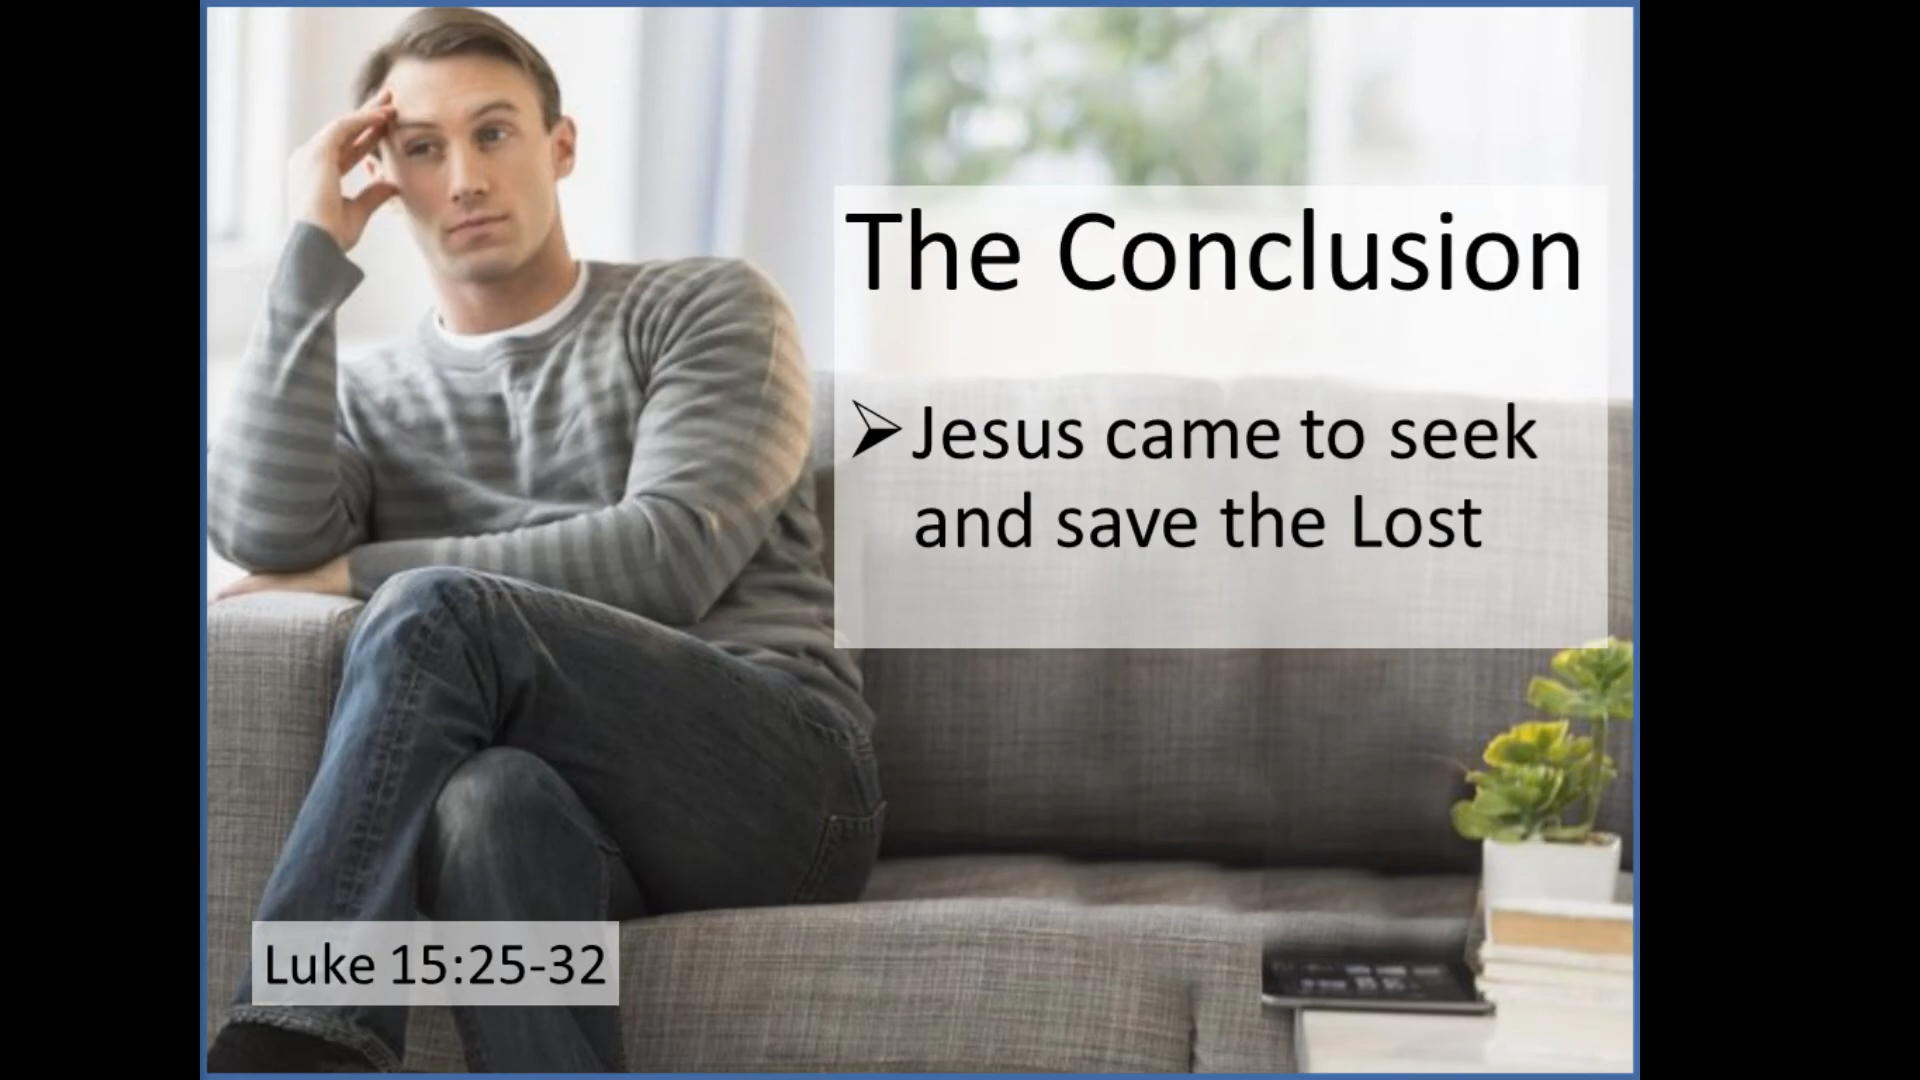 The Conclusion
➢Jesus came to seek
and save the Lost
Luke 15:25-32